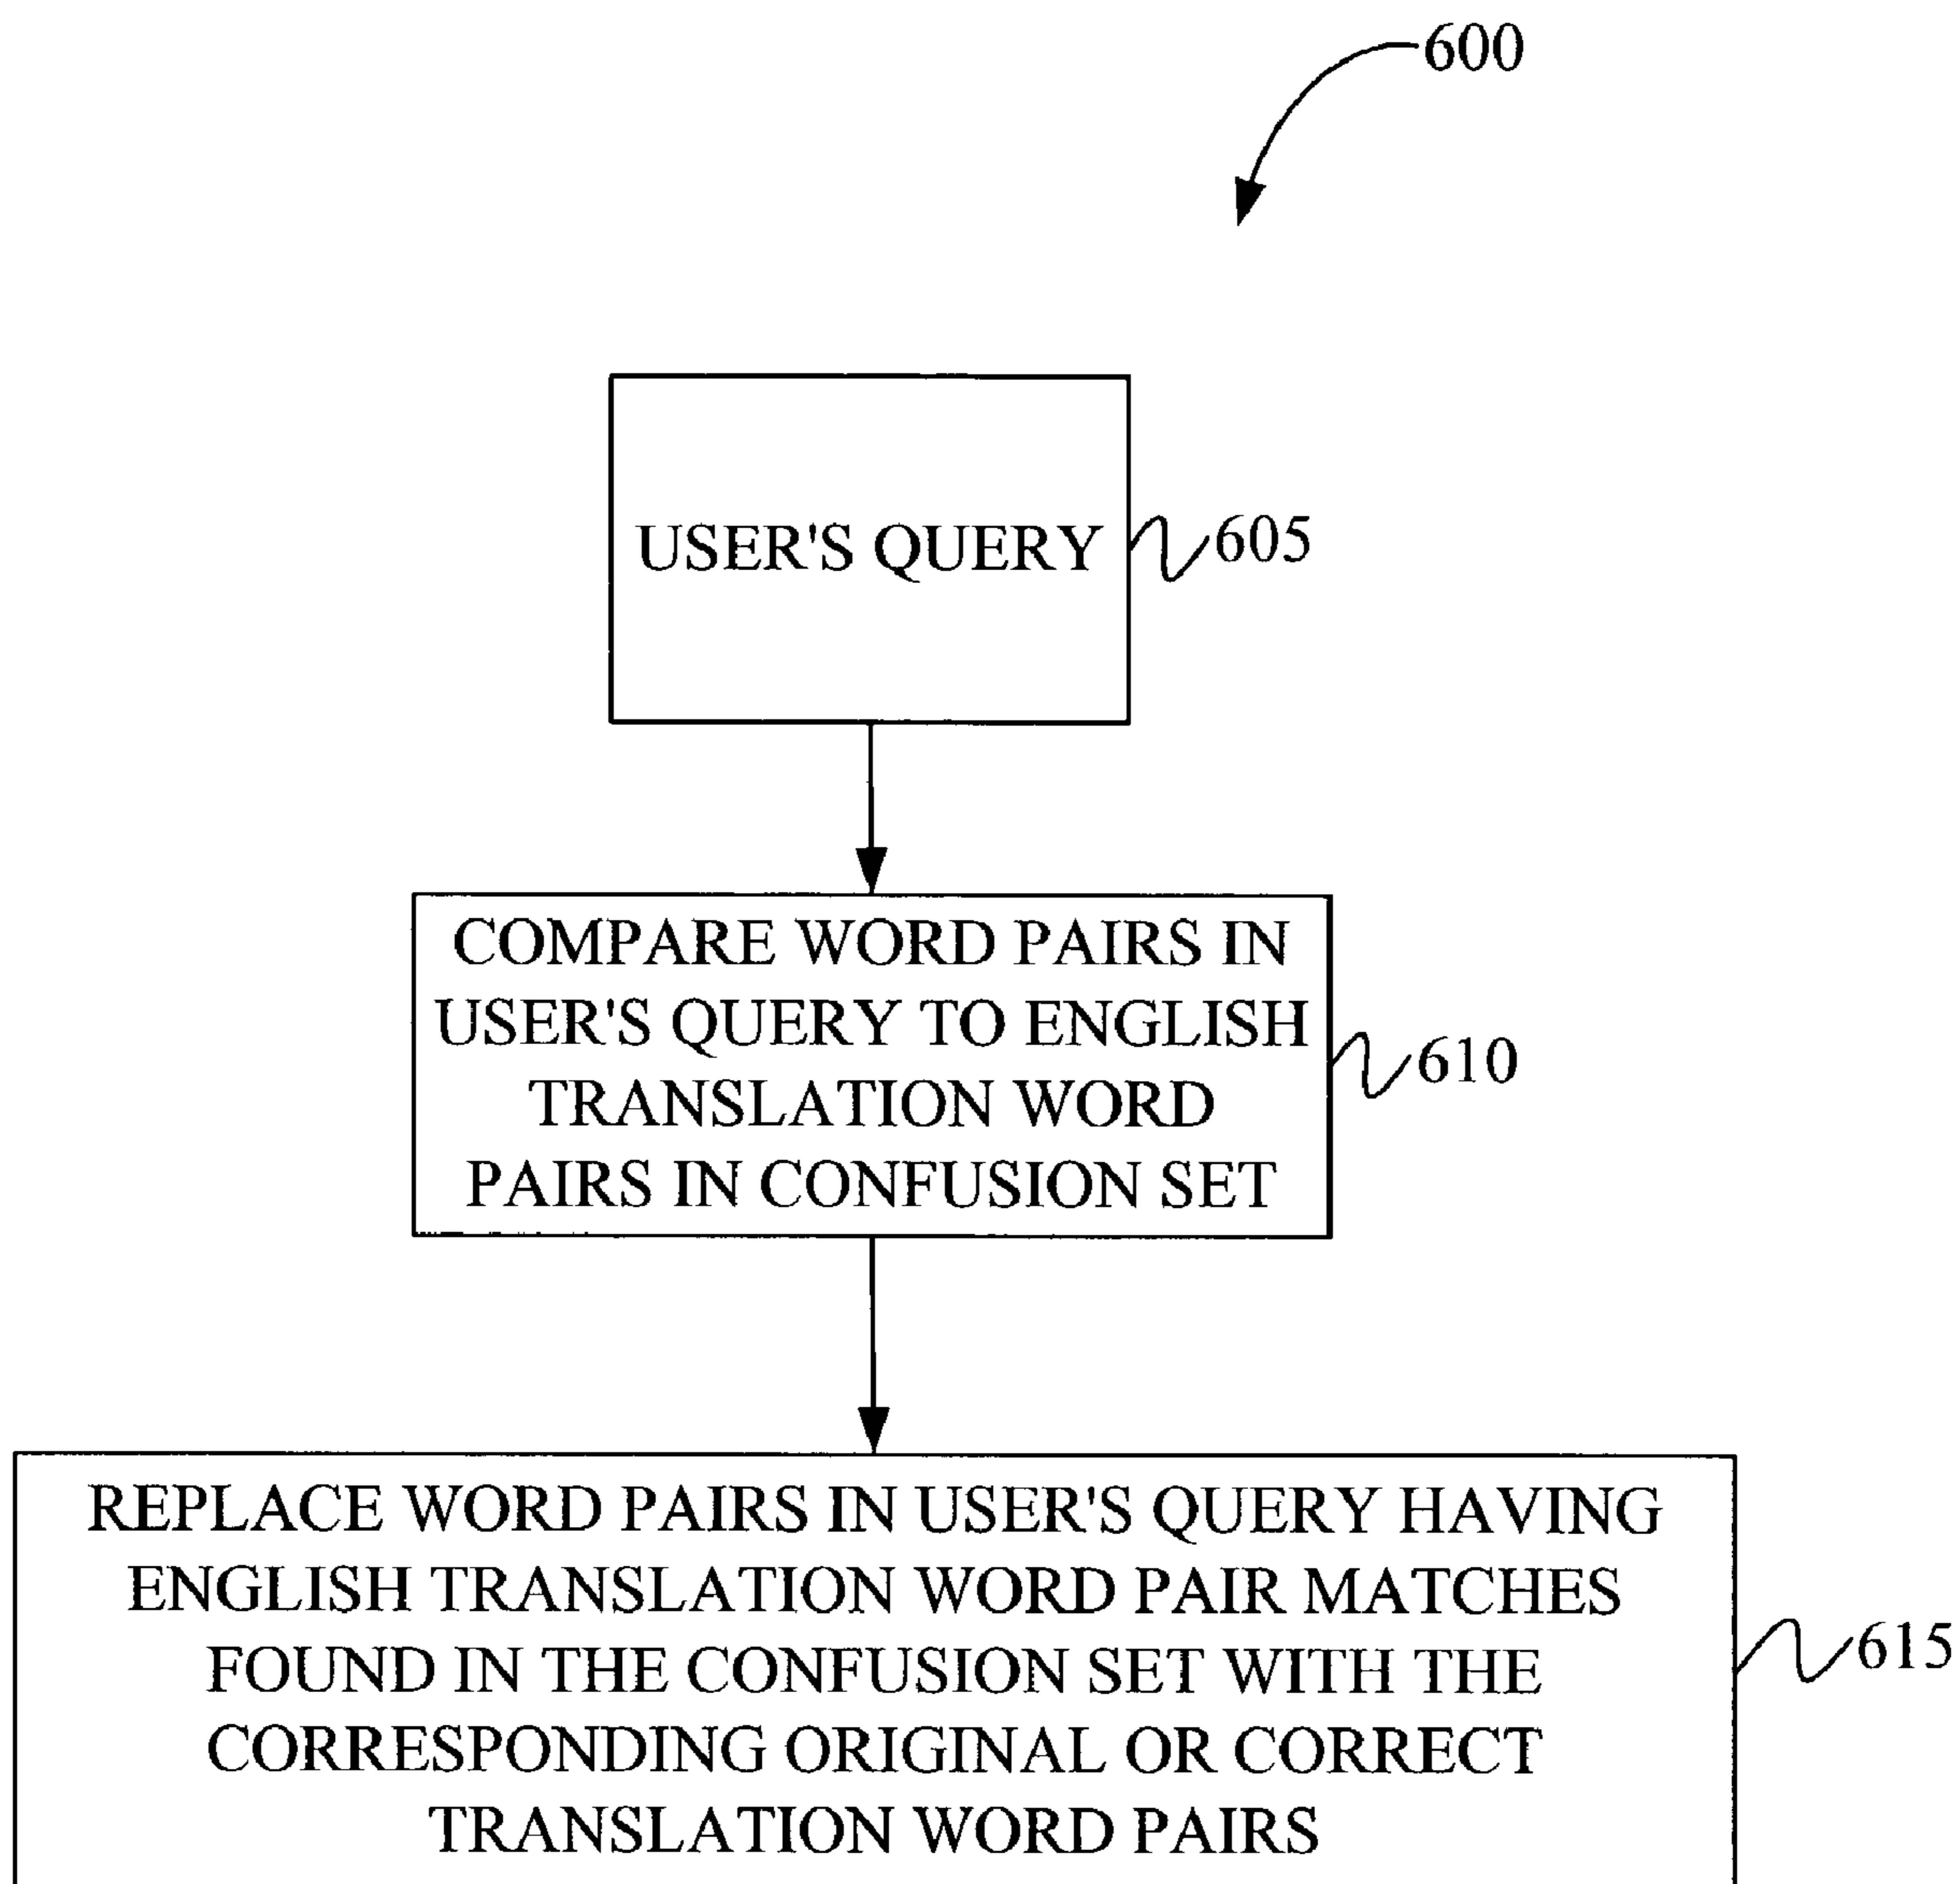 600
USER'S QUERY
605
COMPARE WORD PAIRS IN
USER'S QUERY TO ENGLISH
TRANSLATION WORD
PAIRS IN CONFUSION SET
610
REPLACE WORD PAIRS IN USER'S QUERY HAVING
ENGLISH TRANSLATION WORD PAIR MATCHES
FOUND IN THE CONFUSION SET WITH THE
CORRESPONDING ORIGINAL OR CORRECT
TRANSLATION WORD PAIRS
615